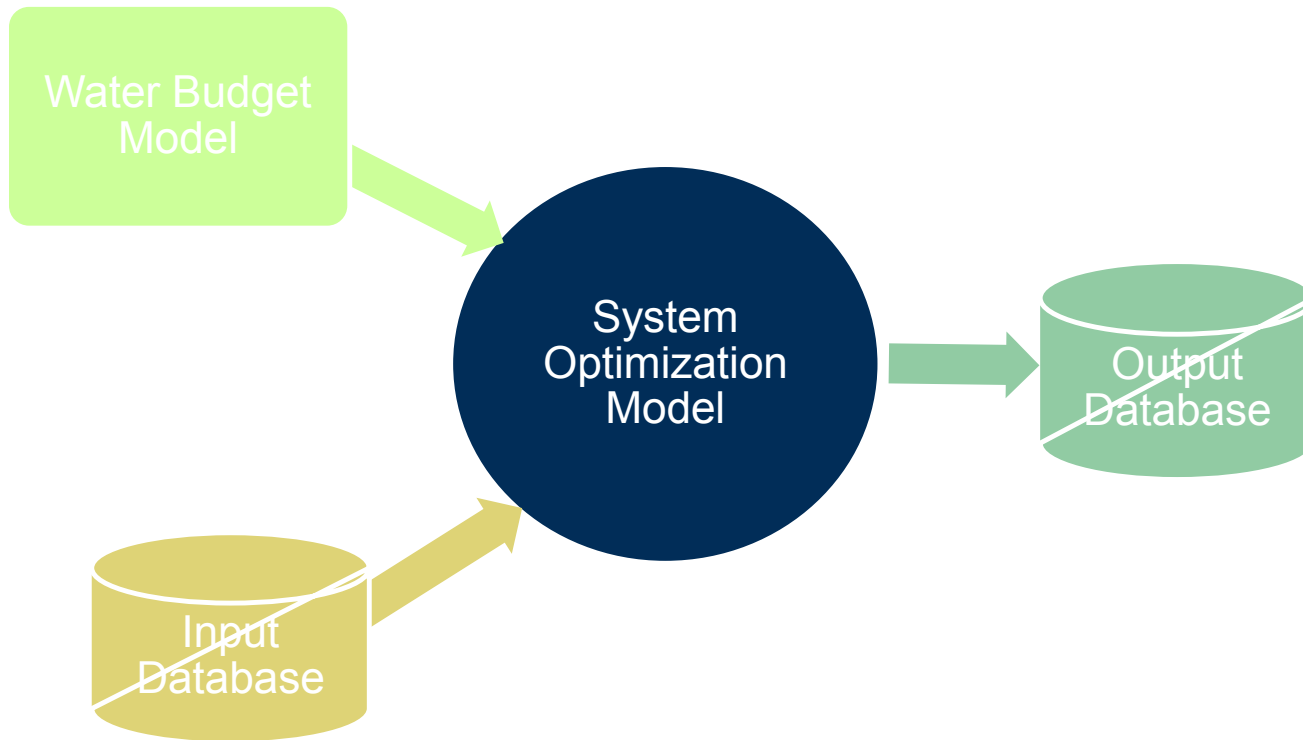 Water Budget
Model
System
Optimization
Model
Output
Database
Input
Database